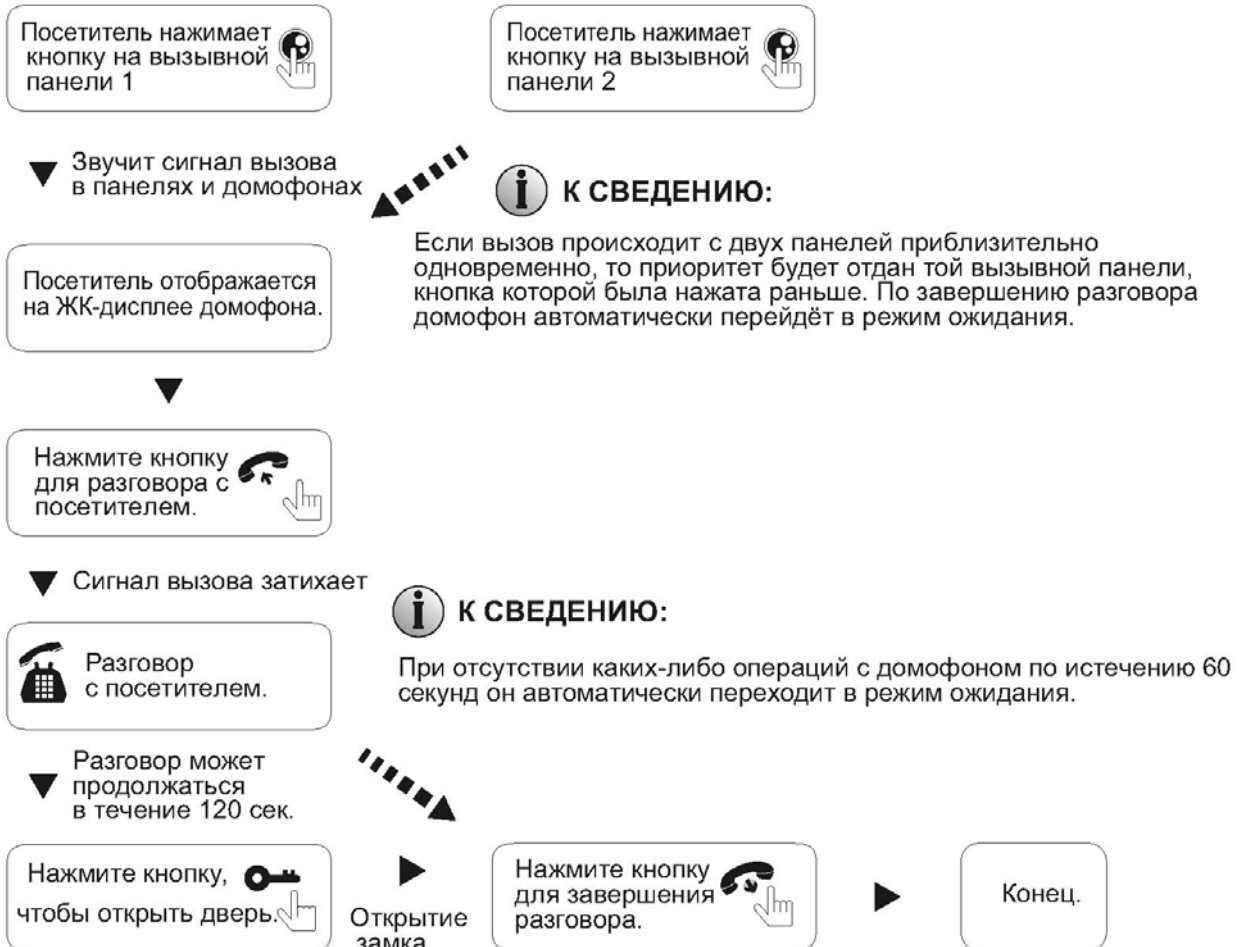 Посетитель нажимает
кнопку на вызывной
панели 1
Посетитель нажимает
кнопку на вызывной
панели 2
Звучит сигнал вызова
в панелях и домофонах
К СВЕДЕНИЮ:
Если вызов происходит с двух панелей приблизительно
одновременно, то приоритет будет отдан той вызывной панели,
кнопка которой была нажата раньше. По завершению разговора
домофон автоматически перейдёт в режим ожидания.
Посетитель отображается
на ЖК-дисплее домофона.
Нажмите кнопку
для разговора с
посетителем.
Сигнал вызова затихает
К СВЕДЕНИЮ:
При отсутствии каких-либо операций с домофоном по истечению 60
секунд он автоматически переходит в режим ожидания.
Разговор
с посетителем.
Разговор может
продолжаться
в течение 120 сек.
Нажмите кнопку,
чтобы открыть дверь.
Открытие
замка
Нажмите кнопку
для завершения
разговора.
Конец.